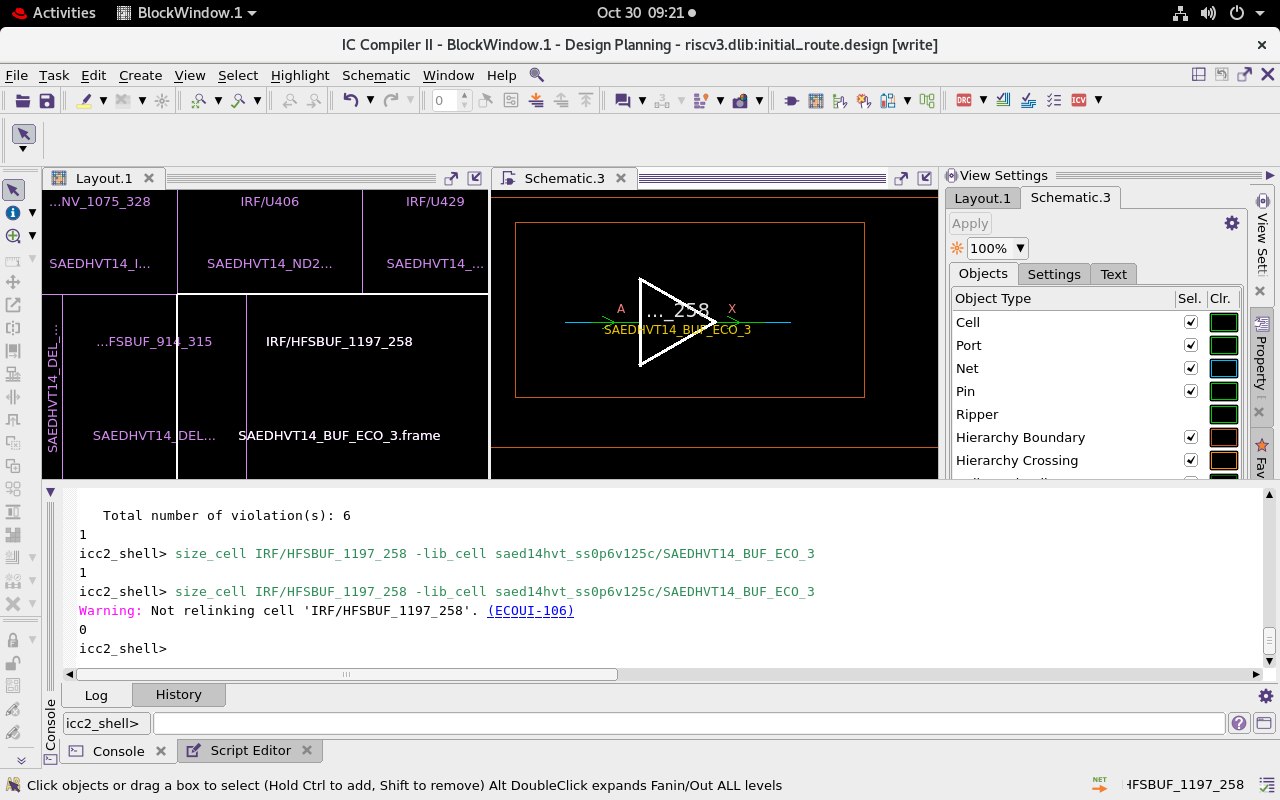 Activities BlockWindow.1 Oct 30 09:21
IC Compiler II - BlockWindow.1 - Design Planning - riscv3.dlib:initial_route.design [write]
File Task Edit Create View Select Highlight Schematic Window Help
0 DRC ICV
Layout.1 Schematic.3 View Settings
...NV_1075_328 IRF/U406 IRF/U429
SAEDHVT14_I... SAEDHVT14_ND2... SAEDHVT14_...
SAEDHVT14_DEL_...
...FSBUF_914_315 IRF/HFSBUF_1197_258
SAEDHVT14_DEL... SAEDHVT14_BUF_ECO_3.frame
A ..._258 X
SAEDHVT14_BUF_ECO_3
Layout.1 Schematic.3
Apply
100%
Objects Settings Text
Object Type Sel. Clr.
Cell
Port
Net
Pin
Ripper
Hierarchy Boundary
Hierarchy Crossing
View Setti
Property
Fav
Total number of violation(s): 6
1
icc2_shell> size_cell IRF/HFSBUF_1197_258 -lib_cell saed14hvt_ss0p6v125c/SAEDHVT14_BUF_ECO_3
1
icc2_shell> size_cell IRF/HFSBUF_1197_258 -lib_cell saed14hvt_ss0p6v125c/SAEDHVT14_BUF_ECO_3
Warning: Not relinking cell 'IRF/HFSBUF_1197_258'. (ECOUI-106)
0
icc2_shell>
Log History
Console
icc2_shell>
Console Script Editor
Click objects or drag a box to select (Hold Ctrl to add, Shift to remove) Alt DoubleClick expands Fanin/Out ALL levels
NET HFSBUF_1197_258